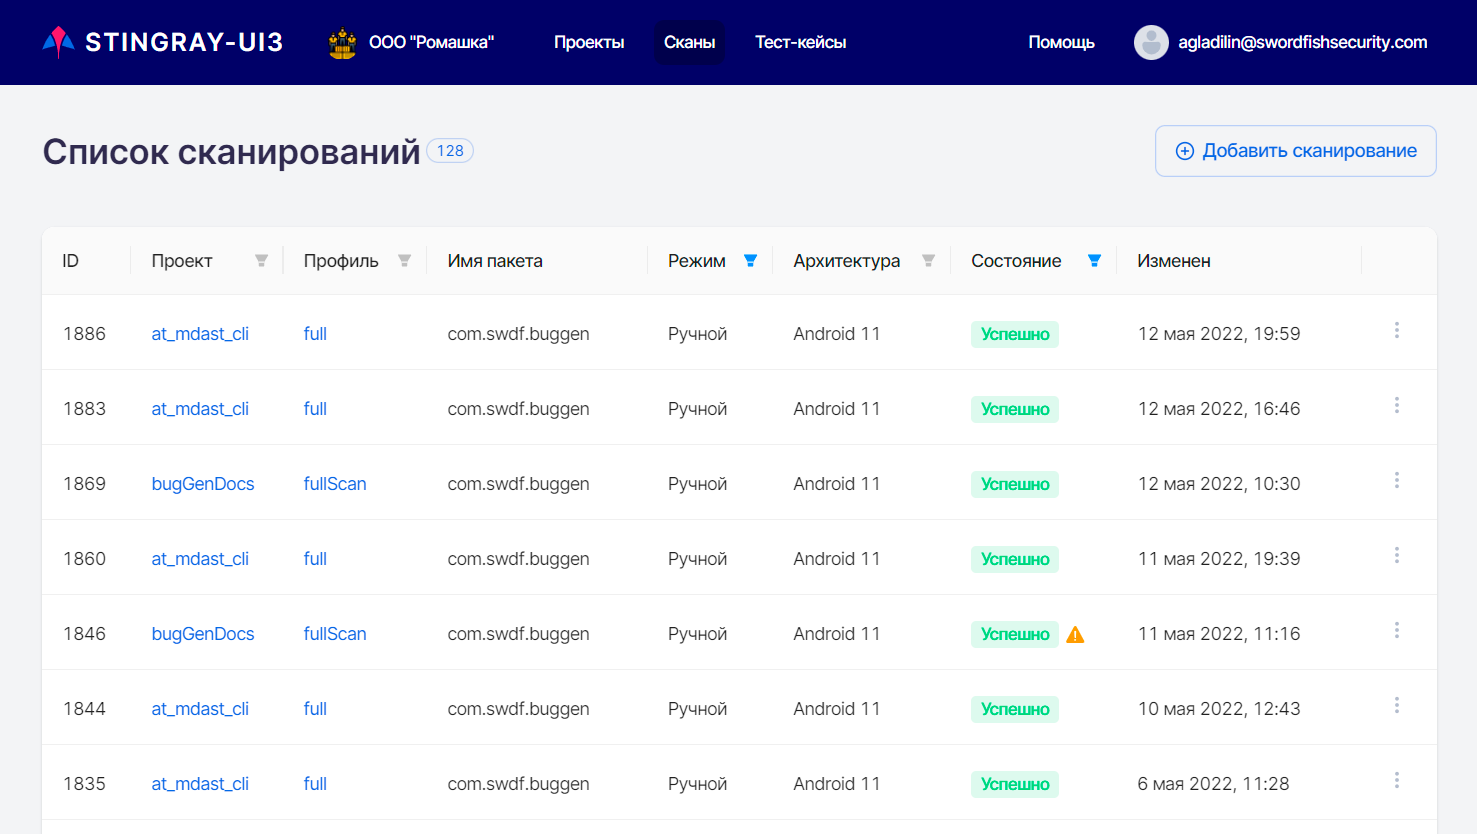 STINGRAY-UI3 ООО "Ромашка" Проекты Сканы Тест-кейсы Помощь agladilin@swordfishsecurity.com
Список сканирований 128 Добавить сканирование
ID Проект Профиль Имя пакета Режим Архитектура Состояние Изменен
1886 at_mdast_cli full com.swdf.buggen Ручной Android 11 Успешно 12 мая 2022, 19:59
1883 at_mdast_cli full com.swdf.buggen Ручной Android 11 Успешно 12 мая 2022, 16:46
1869 bugGenDocs fullScan com.swdf.buggen Ручной Android 11 Успешно 12 мая 2022, 10:30
1860 at_mdast_cli full com.swdf.buggen Ручной Android 11 Успешно 11 мая 2022, 19:39
1846 bugGenDocs fullScan com.swdf.buggen Ручной Android 11 Успешно 11 мая 2022, 11:16
1844 at_mdast_cli full com.swdf.buggen Ручной Android 11 Успешно 10 мая 2022, 12:43
1835 at_mdast_cli full com.swdf.buggen Ручной Android 11 Успешно 6 мая 2022, 11:28